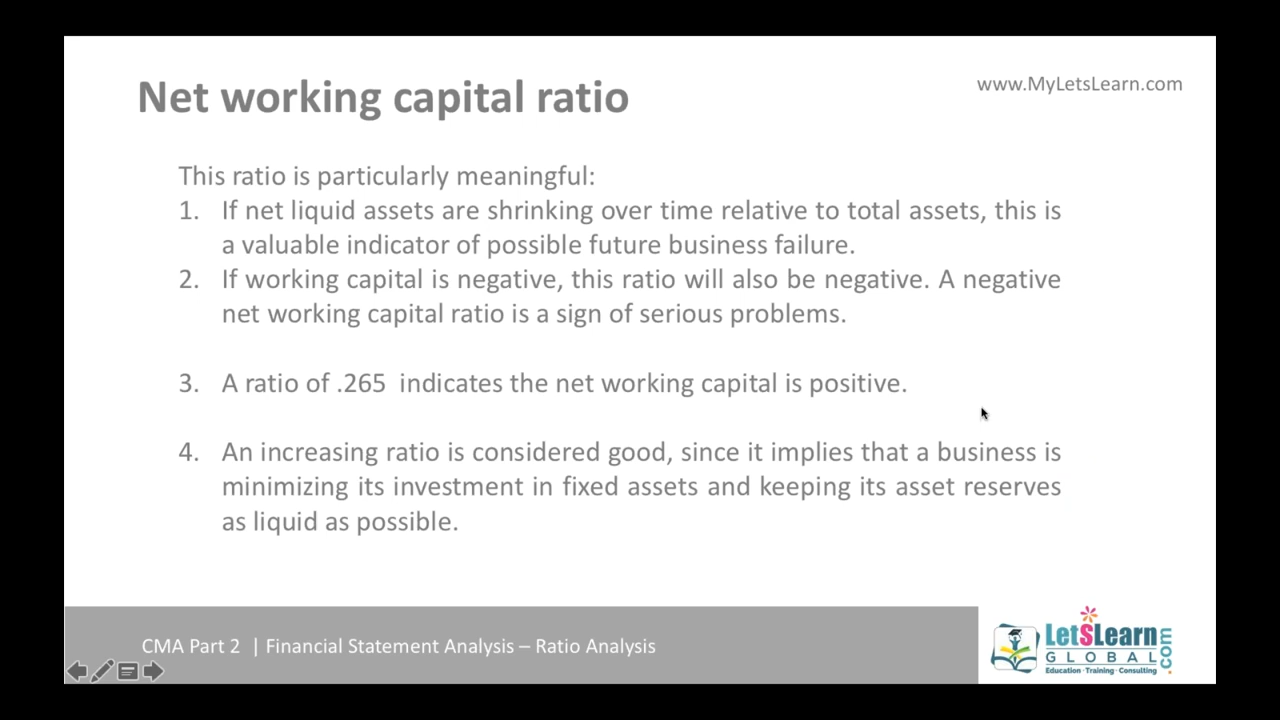 Net working capital ratio
www.MyLetsLearn.com
This ratio is particularly meaningful:
1. If net liquid assets are shrinking over time relative to total assets, this is
a valuable indicator of possible future business failure.
2. If working capital is negative, this ratio will also be negative. A negative
net working capital ratio is a sign of serious problems.
3. A ratio of .265 indicates the net working capital is positive.
4. An increasing ratio is considered good, since it implies that a business is
minimizing its investment in fixed assets and keeping its asset reserves
as liquid as possible.
CMA Part 2 | Financial Statement Analysis – Ratio Analysis
LetSLearn
GLOBAL
.com
Education · Training · Consulting